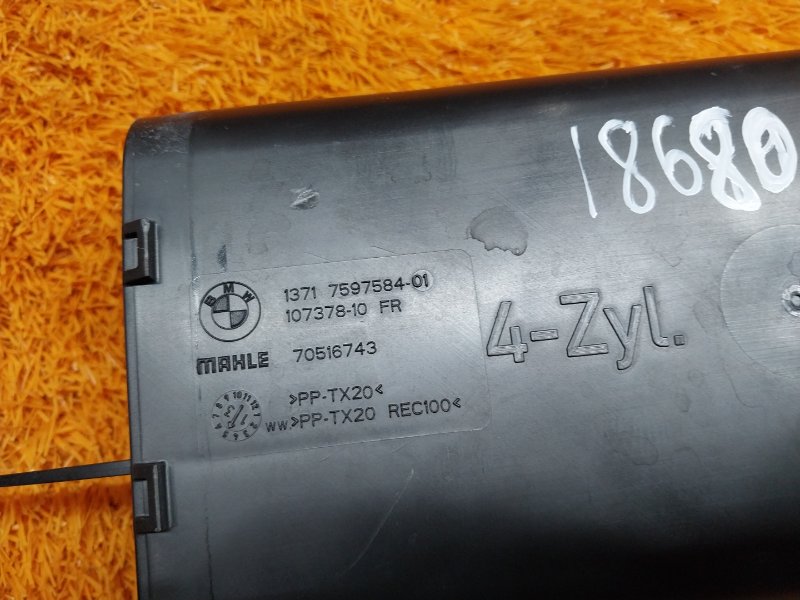 18680
BMW
1371 7597584-01
107378-10 FR
MAHLE 70516743
4-Zyl.
>PP-TX20<
WW >PP-TX20 REC100<